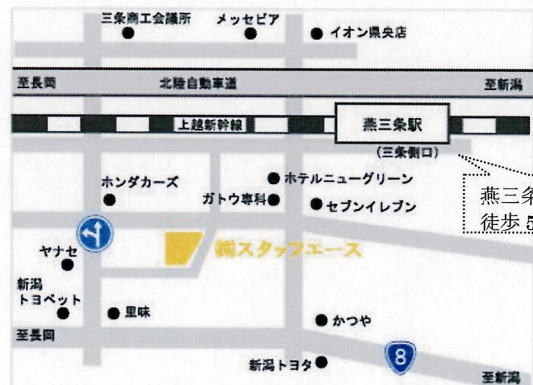 三条商工会議所
メッセピア
イオン県央店
至長岡
北陸自動車道
至新潟
上越新幹線
燕三条駅
(三条側口)
ホンダカーズ
ホテルニューグリーン
ガトウ専科
セブンイレブン
燕三条
徒歩5
㈱スタッフエース
ヤナセ
新潟
トヨペット
里味
かつや
至長岡
新潟トヨタ
8
至新潟